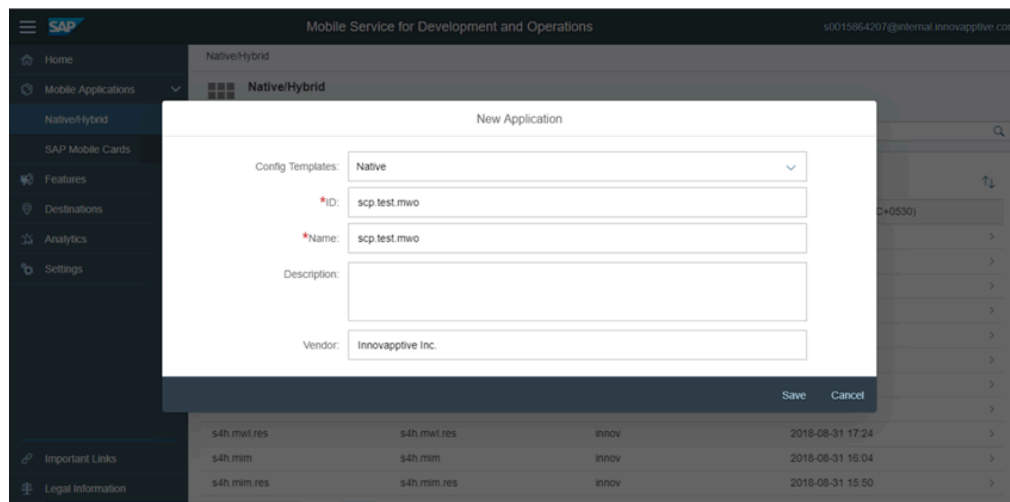 SAP Mobile Service for Development and Operations s0015864207@internal.innovapptive.co
Home
Mobile Applications
Native/Hybrid
SAP Mobile Cards
Features
Destinations
Analytics
Settings
Important Links
Legal Information
Native/Hybrid
Native/Hybrid
New Application
Config Templates: Native
*ID: scp.test.mwo
*Name: scp.test.mwo
Description:
Vendor: Innovapptive Inc.
Save Cancel
C+0530)
s4h.mwl.res s4h.mwl.res innov 2018-08-31 17:24
s4h.mim s4h.mim innov 2018-08-31 16:04
s4h.mim.res s4h.mim.res innov 2018-08-31 15:50